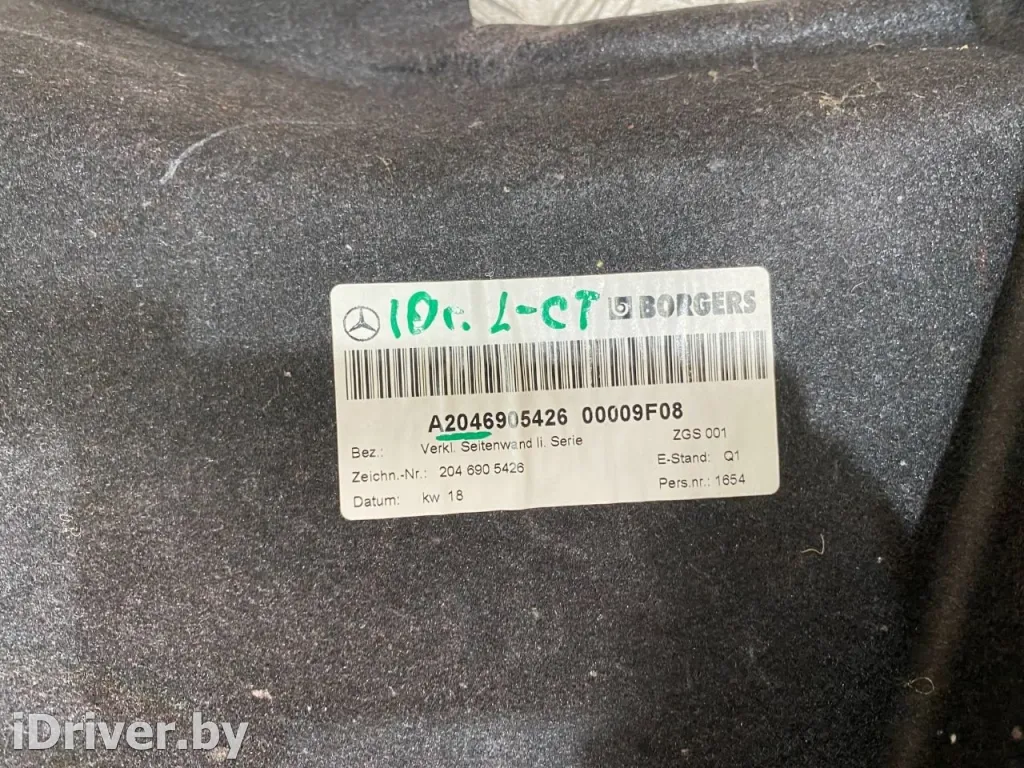 1Dr. L-CT BORGERS
A2046905426 00009F08
Bez.: Verkl. Seitenwand li. Serie ZGS 001
Zeichn.-Nr.: 204 690 5426 E-Stand: Q1
Datum: kw 18 Pers.nr.: 1654
iDriver.by